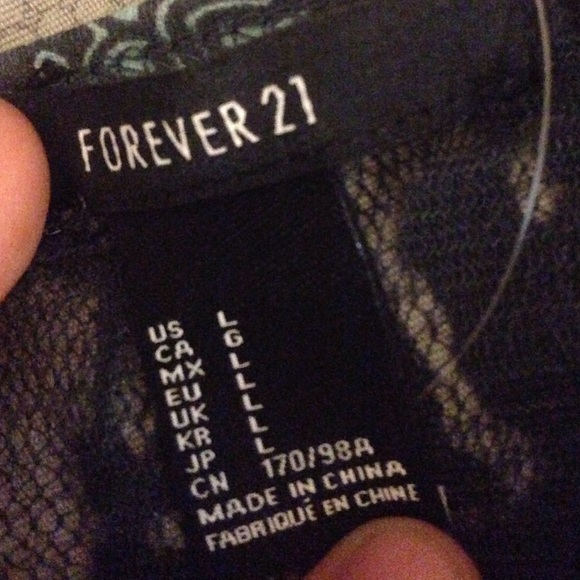 FOREVER 21
US L
CA G
MX L
EU L
UK L
KR L
JP L
CN 170/98A
MADE IN CHINA
FABRIQUÉ EN CHINE